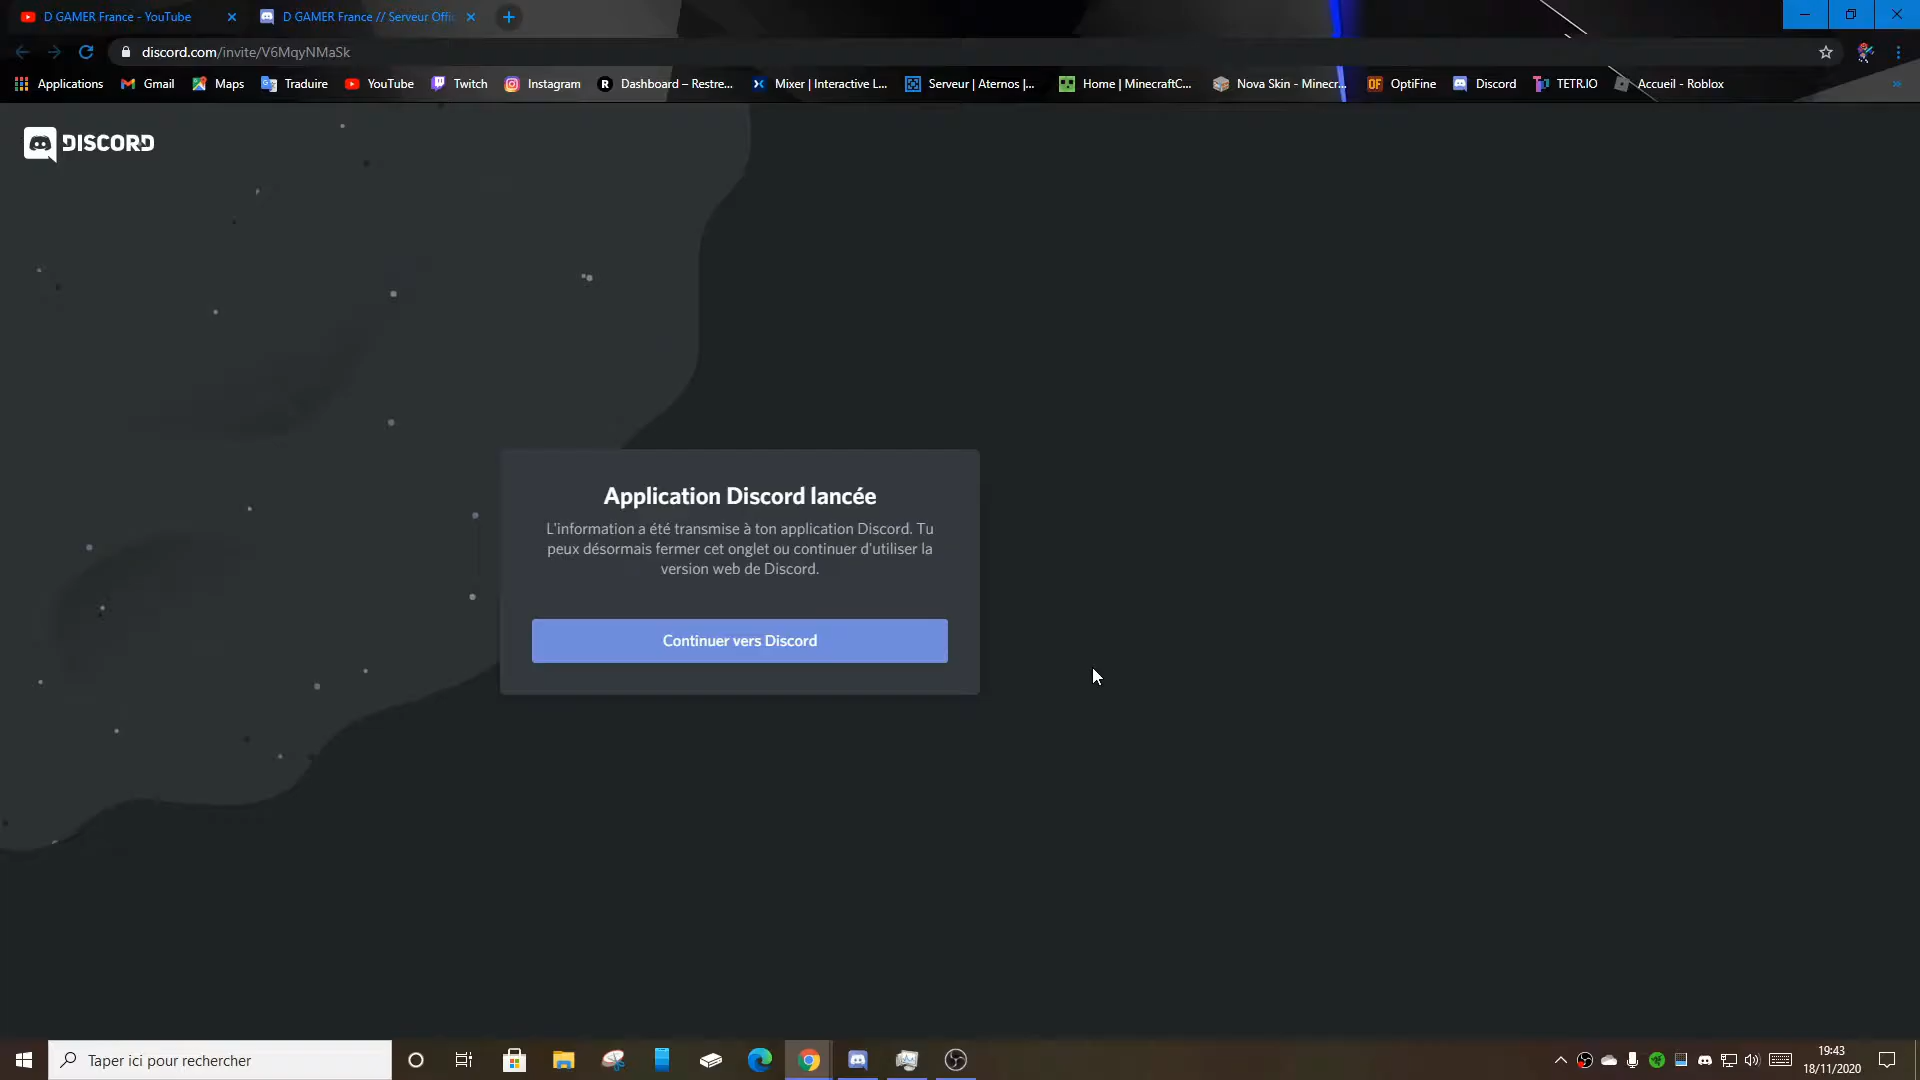 D GAMER France - YouTube
D GAMER France // Serveur Offi
discord.com/invite/V6MqyNMaSk
Applications
Gmail
Maps
Traduire
YouTube
Twitch
Instagram
Dashboard – Restre...
Mixer | Interactive L...
Serveur | Aternos |...
Home | MinecraftC...
Nova Skin - Minecr...
OF
OptiFine
Discord
TETR.IO
Accueil - Roblox
DISCORD
Application Discord lancée
L'information a été transmise à ton application Discord. Tu
peux désormais fermer cet onglet ou continuer d'utiliser la
version web de Discord.
Continuer vers Discord
Taper ici pour rechercher
19:43
18/11/2020